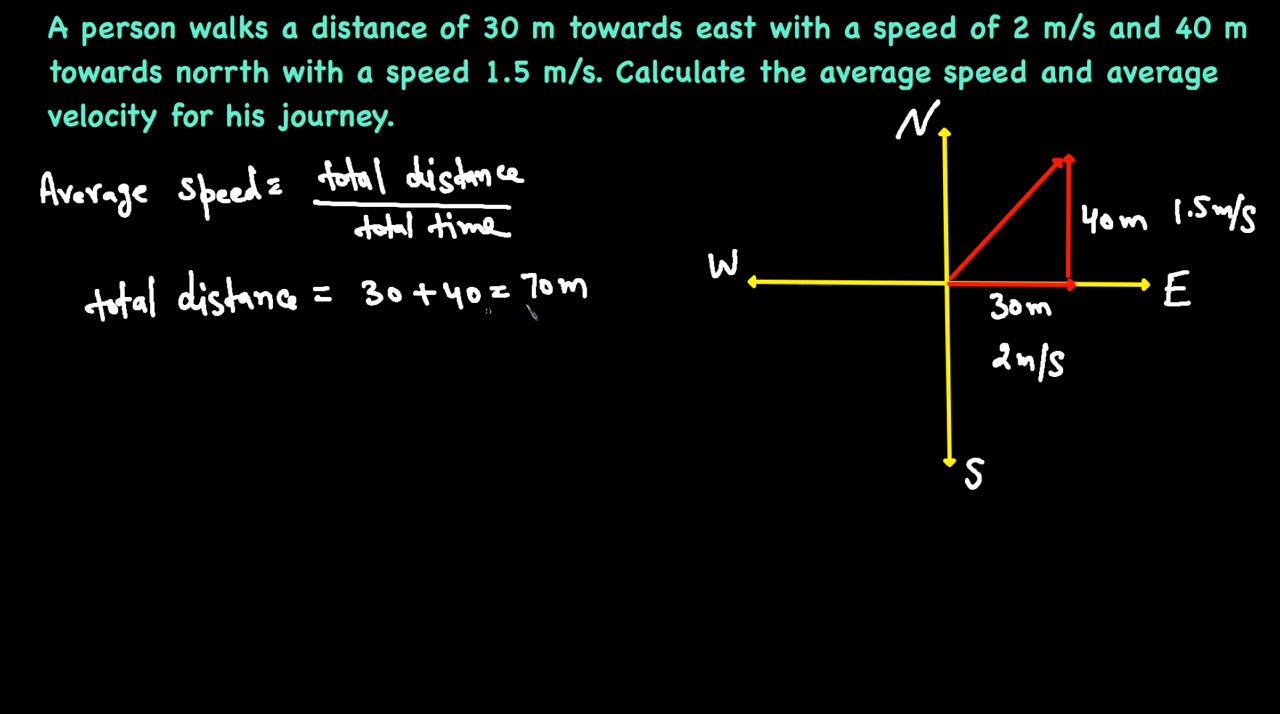 A person walks a distance of 30 m towards east with a speed of 2 m/s and 40 m
towards norrth with a speed 1.5 m/s. Calculate the average speed and average
velocity for his journey.
N
Average speed = total distance
total time
40m 1.5m/s
W
E
total distance = 30 + 40 = 70m
30m
2m/s
S